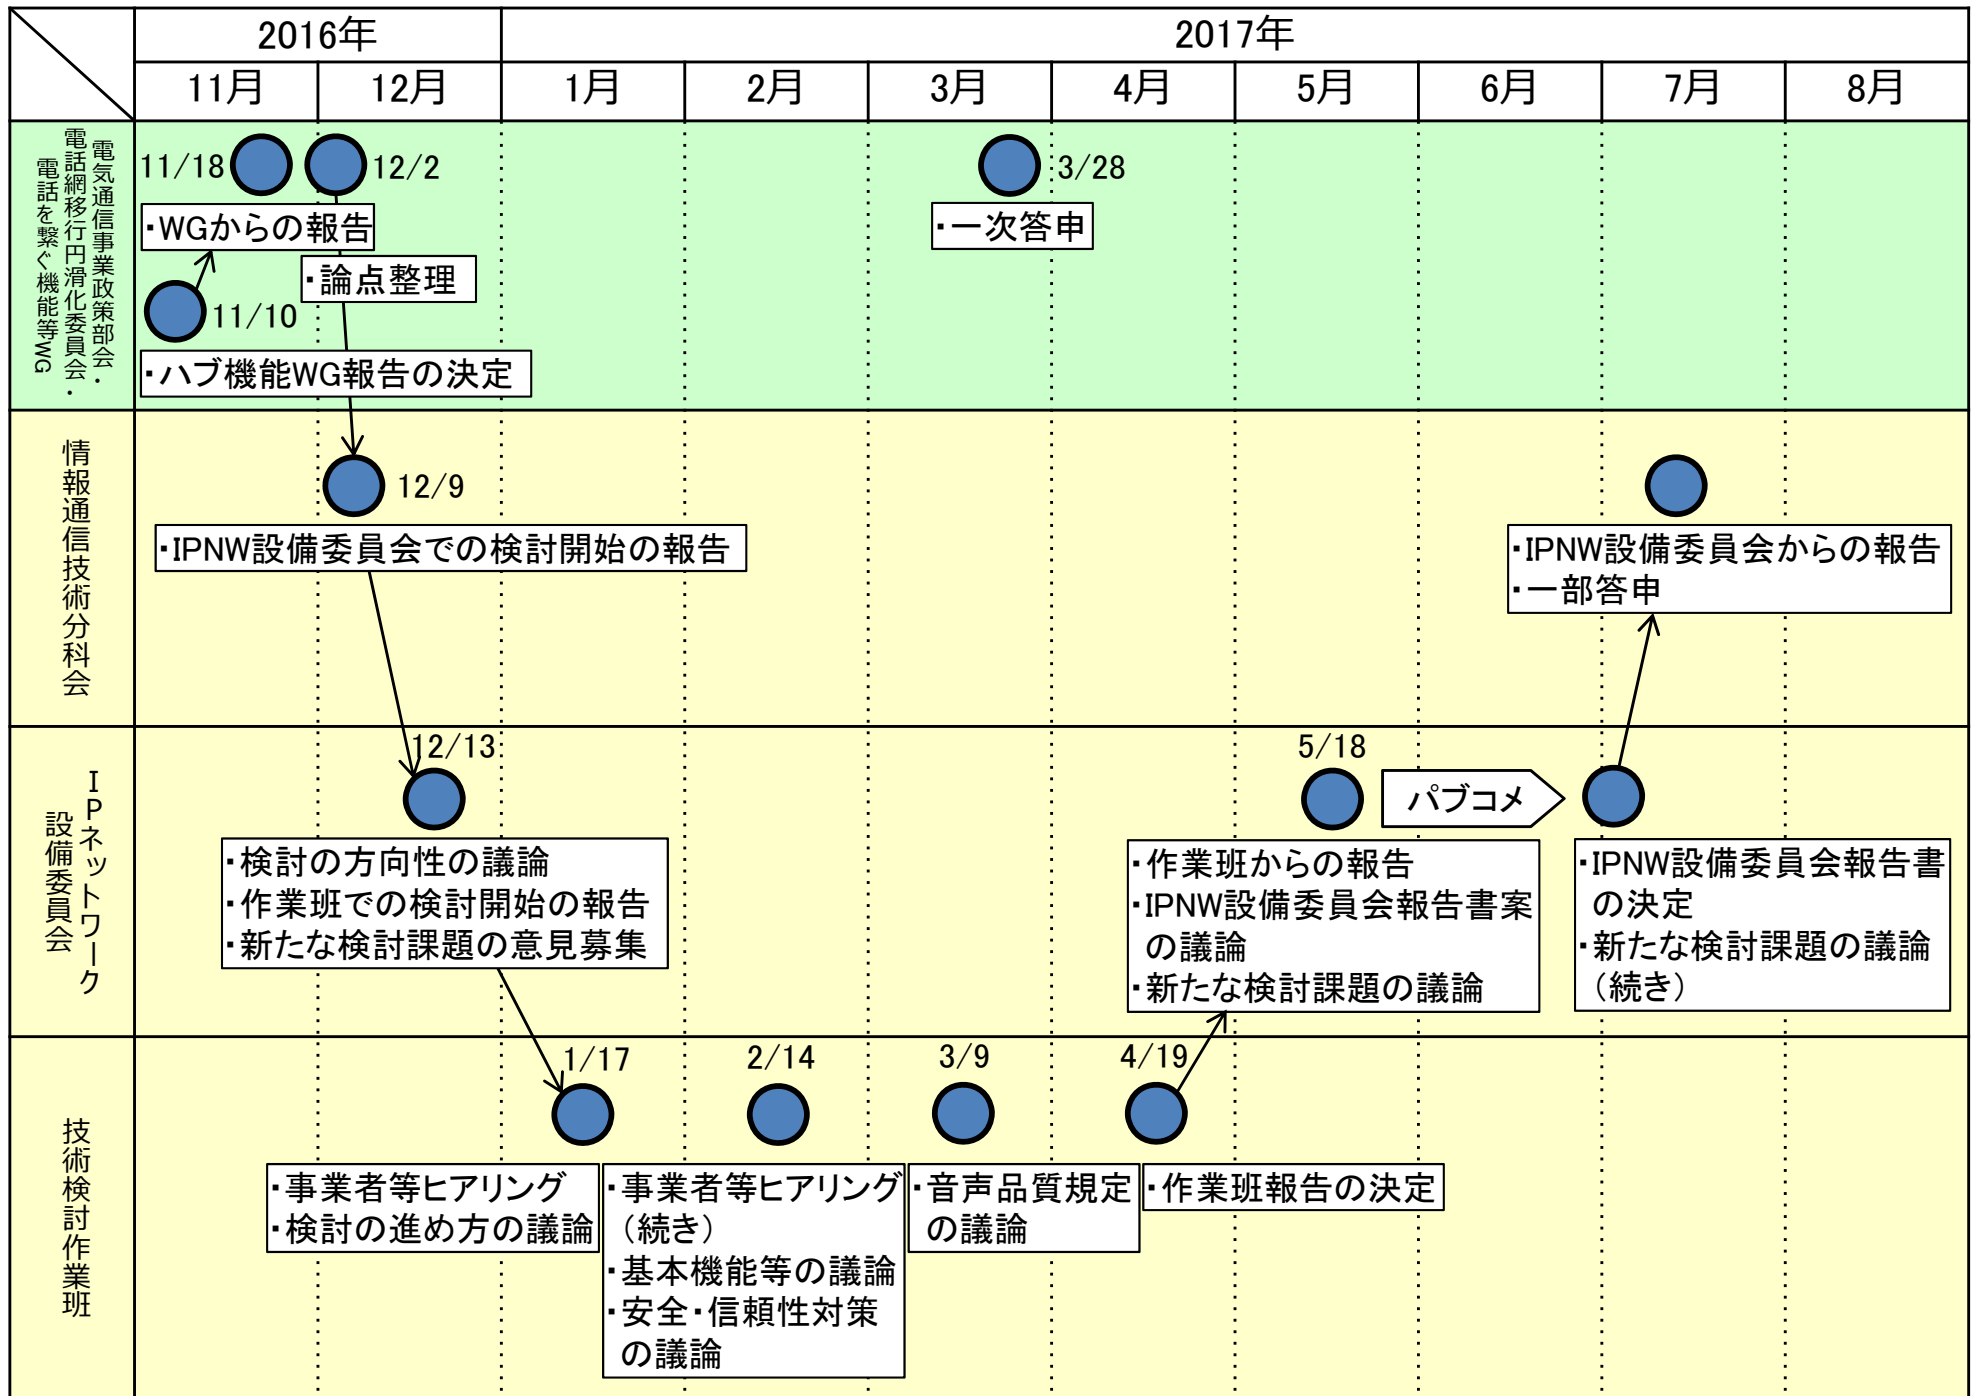 2016年
2017年
11月
12月
1月
2月
3月
4月
5月
6月
7月
8月
電気通信事業政策部会・
電話網移行円滑化委員会・
電話を繋ぐ機能等WG
11/18
12/2
3/28
・WGからの報告
・一次答申
・論点整理
11/10
・ハブ機能WG報告の決定
情報通信技術分科会
12/9
・IPNW設備委員会での検討開始の報告
・IPNW設備委員会からの報告
・一部答申
IPネットワーク
設備委員会
12/13
5/18
パブコメ
・検討の方向性の議論
・作業班での検討開始の報告
・新たな検討課題の意見募集
・作業班からの報告
・IPNW設備委員会報告書案
の議論
・新たな検討課題の議論
・IPNW設備委員会報告書
の決定
・新たな検討課題の議論
（続き）
技術検討作業班
1/17
2/14
3/9
4/19
・事業者等ヒアリング
・検討の進め方の議論
・事業者等ヒアリング
（続き）
・基本機能等の議論
・安全・信頼性対策
の議論
・音声品質規定
の議論
・作業班報告の決定